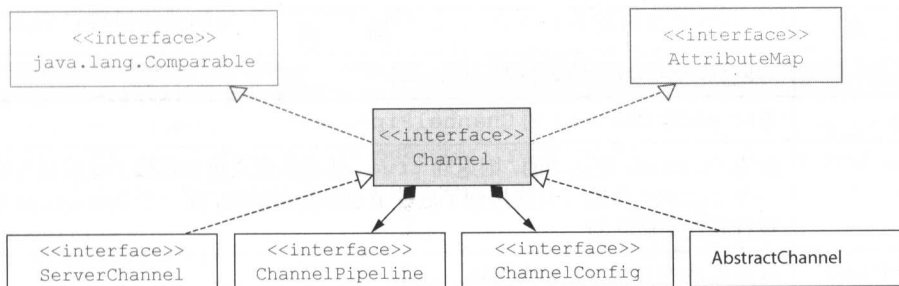 <<interface>>
java.lang.Comparable
<<interface>>
AttributeMap
<<interface>>
Channel
<<interface>>
ServerChannel
<<interface>>
ChannelPipeline
<<interface>>
ChannelConfig
AbstractChannel